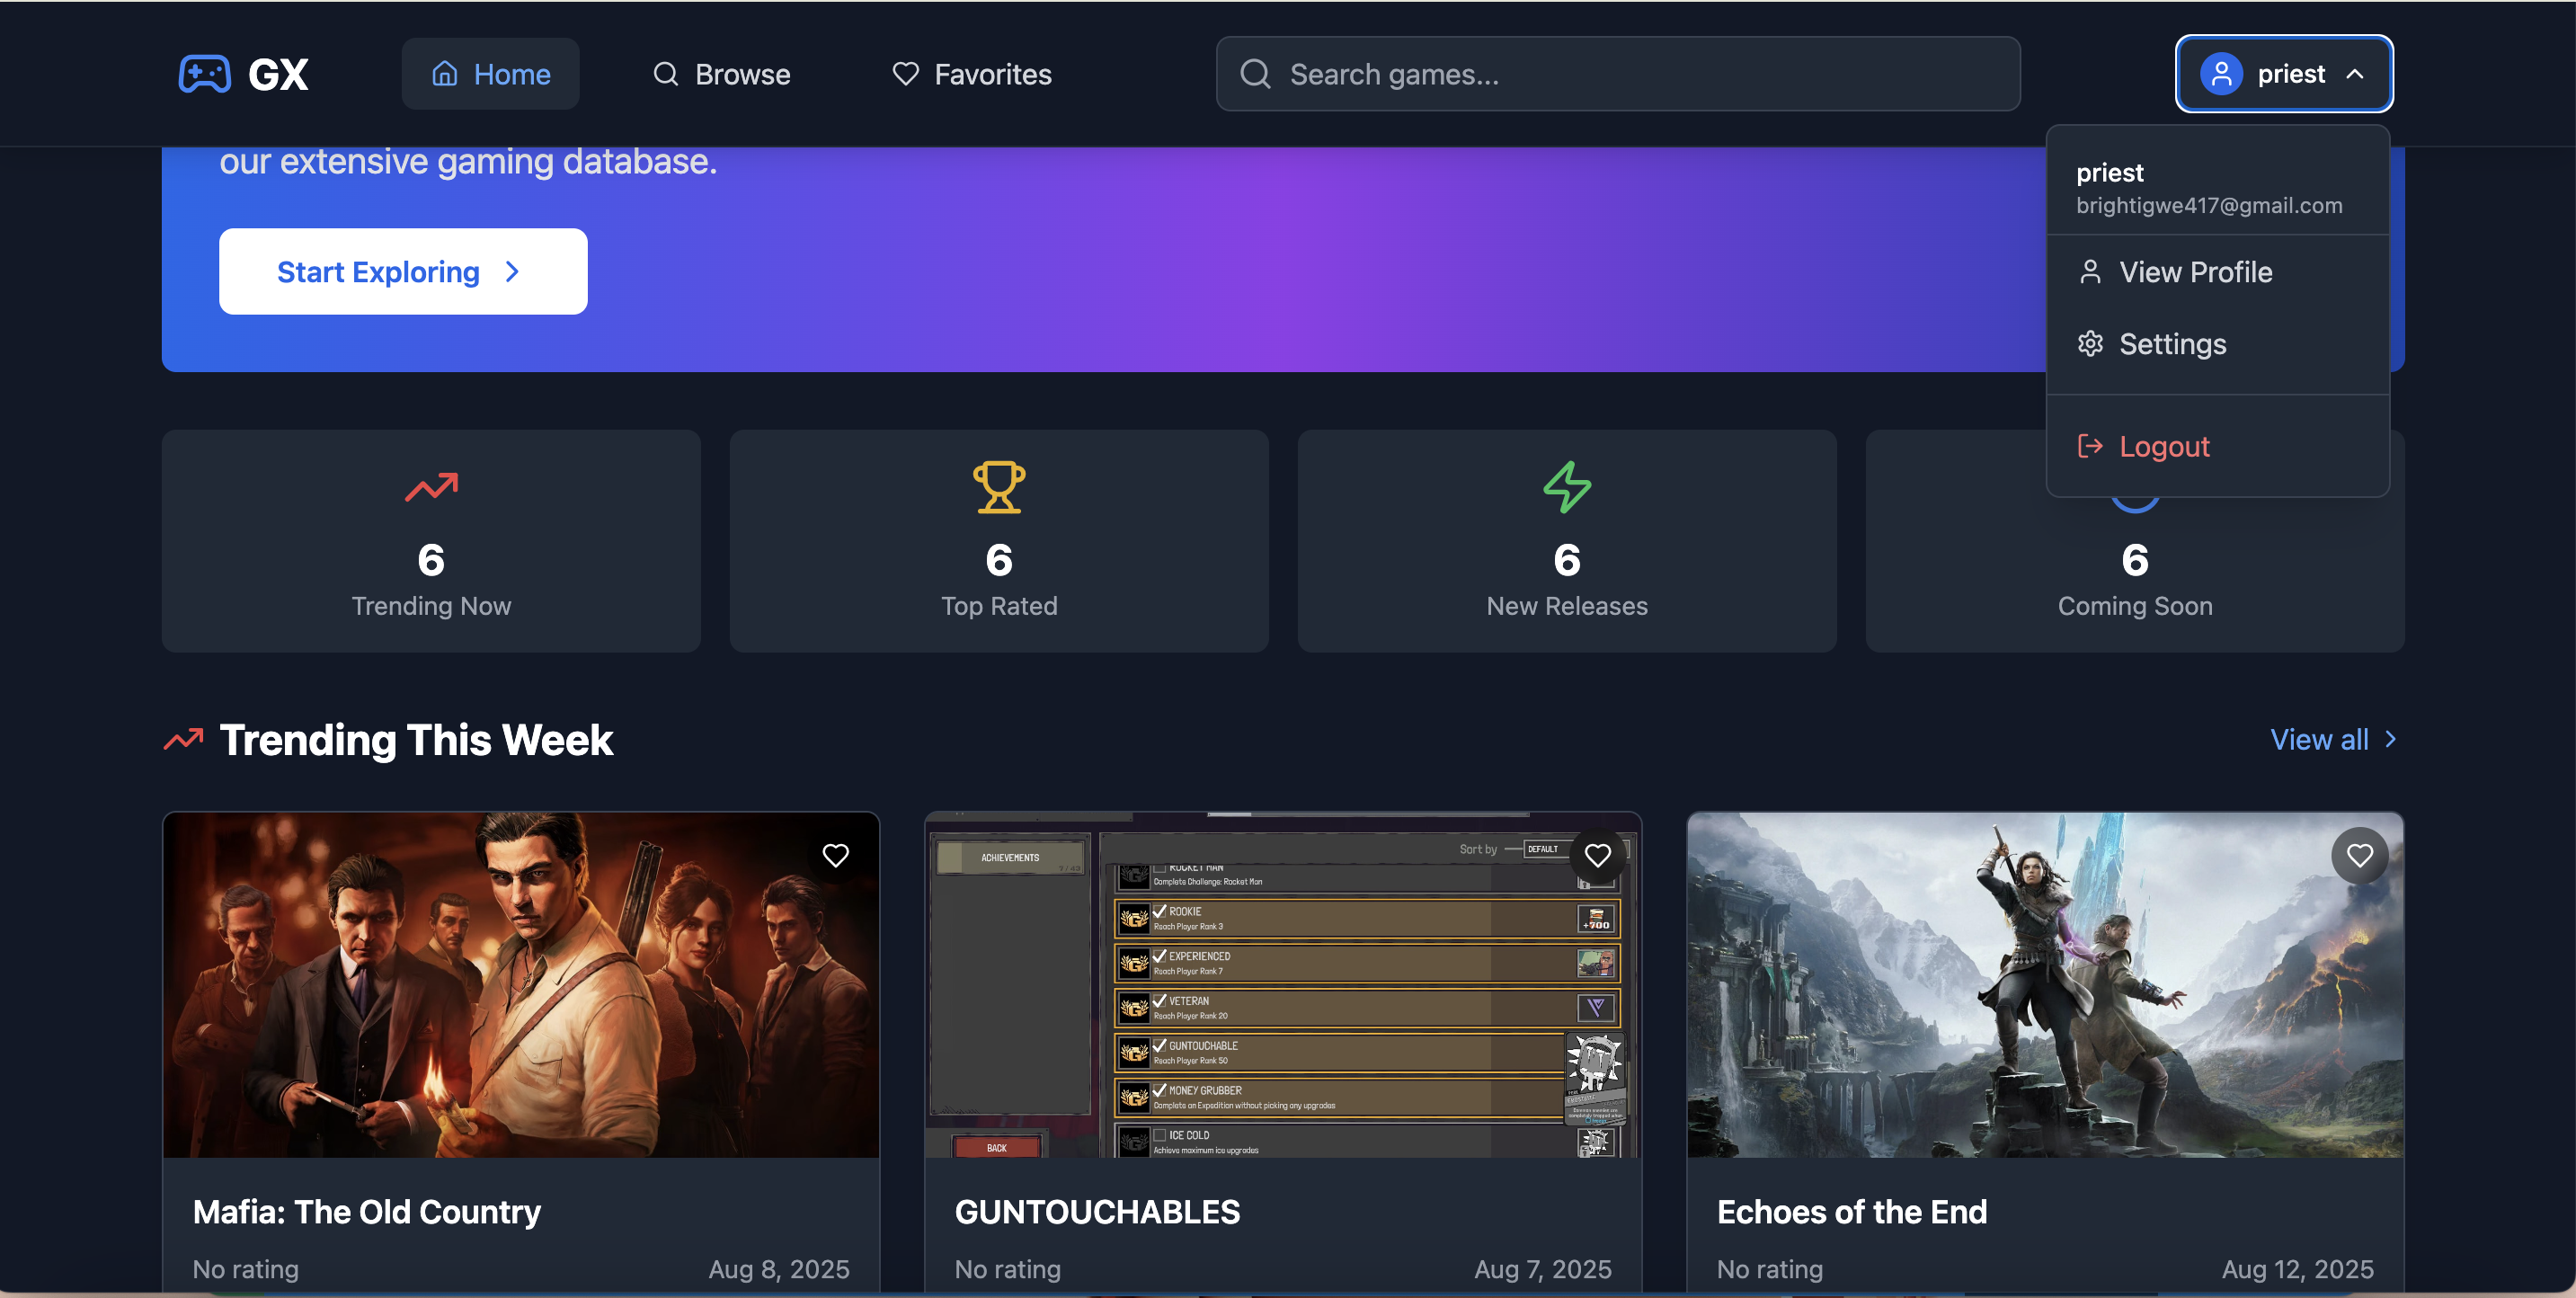 GX
Home
Browse
Favorites
Search games...
priest
priest
brightigwe417@gmail.com
View Profile
Settings
Logout
our extensive gaming database.
Start Exploring
6
Trending Now
6
Top Rated
6
New Releases
6
Coming Soon
Trending This Week
View all
ACHIEVEMENTS
Sort by
DEFAULT
ROCKET MAN
Complete Challenge: Rocket Man
ROOKIE
Reach Player Rank 3
+700
EXPERIENCED
Reach Player Rank 7
VETERAN
Reach Player Rank 20
GUNTOUCHABLE
Reach Player Rank 50
MONEY GRUBBER
Complete an Expedition without picking any upgrades
ICE COLD
Achieve maximum ice upgrades
BACK
Mafia: The Old Country
No rating
Aug 8, 2025
GUNTOUCHABLES
No rating
Aug 7, 2025
Echoes of the End
No rating
Aug 12, 2025